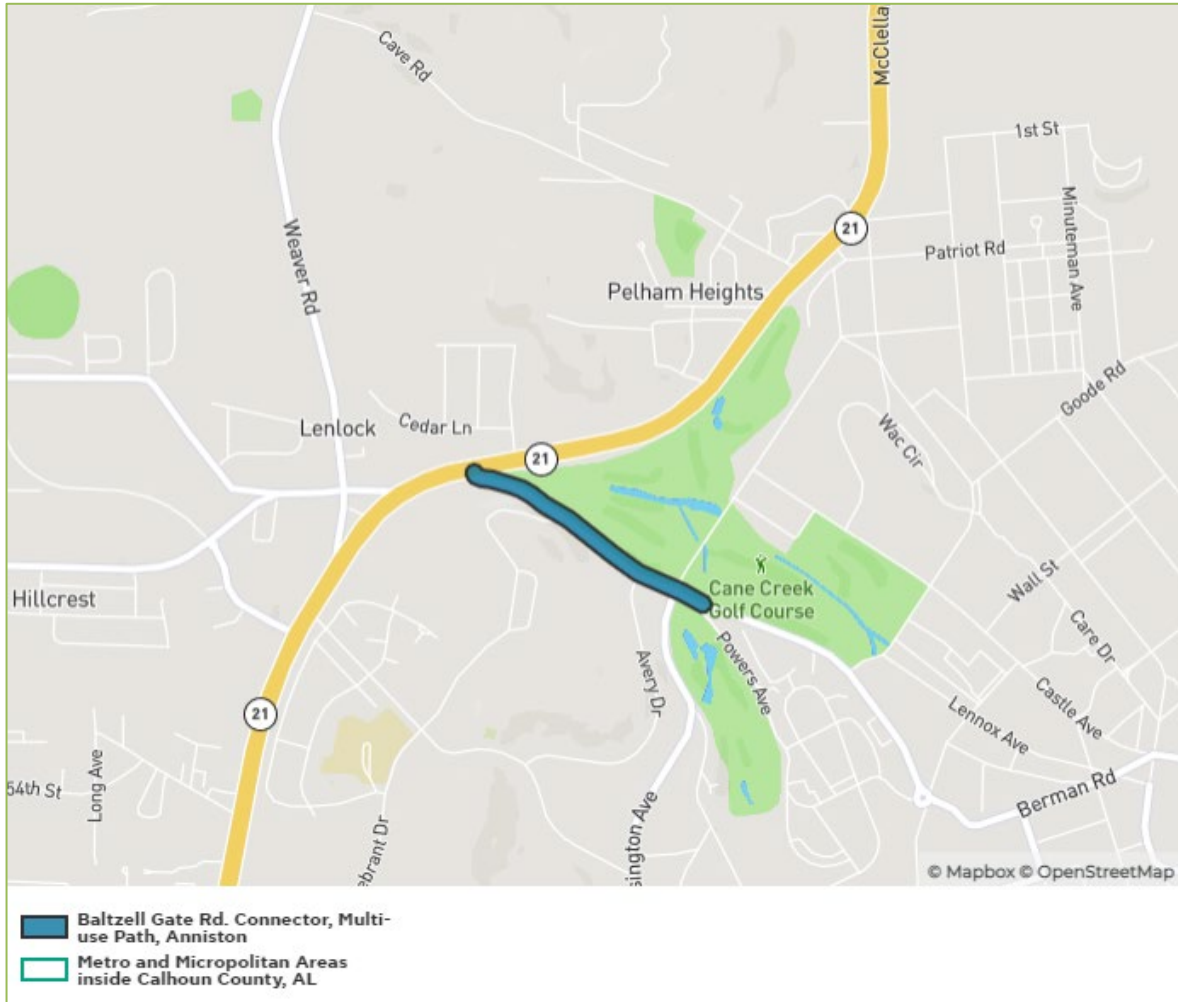 Cave Rd
McClella
1st St
Minuteman Ave
Weaver Rd
21
Patriot Rd
Pelham Heights
Goode Rd
Lenlock
Cedar Ln
Wac Cir
21
Cane Creek
Golf Course
Wall St
Hillcrest
Care Dr
Powers Ave
Avery Dr
Castle Ave
Lennox Ave
21
54th St
Long Ave
Berman Rd
ebrant Dr
sington Ave
© Mapbox © OpenStreetMap
Baltzell Gate Rd. Connector, Multi-
use Path, Anniston
Metro and Micropolitan Areas
inside Calhoun County, AL